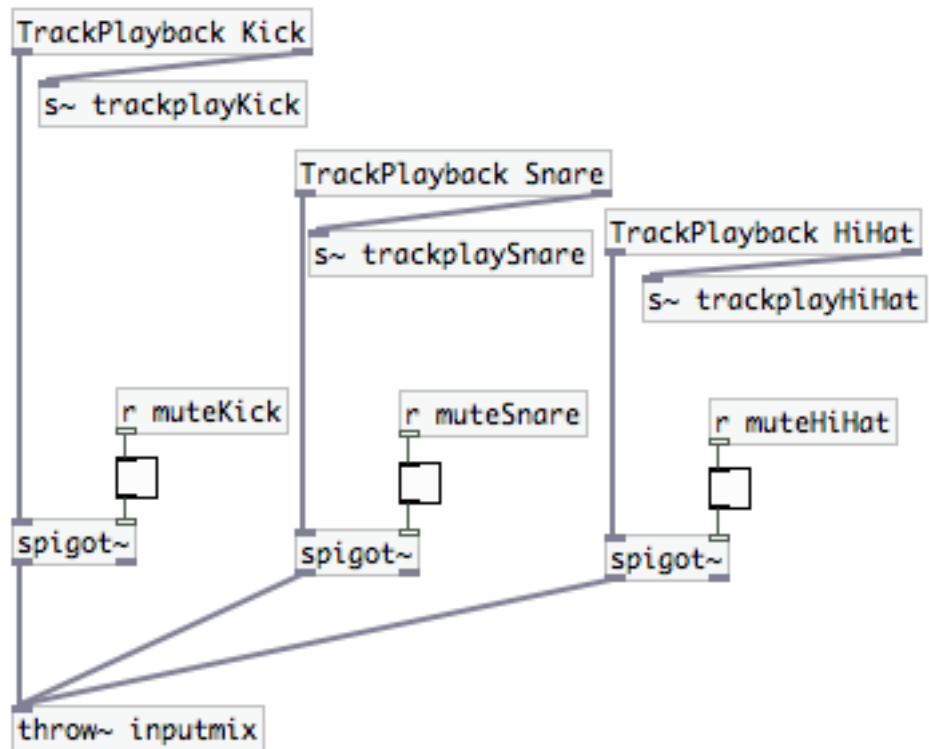 TrackPlayback Kick
s~ trackplayKick
TrackPlayback Snare
TrackPlayback HiHat
s~ trackplaySnare
s~ trackplayHiHat
r muteKick
r muteSnare
r muteHiHat
spigot~
spigot~
spigot~
throw~ inputmix